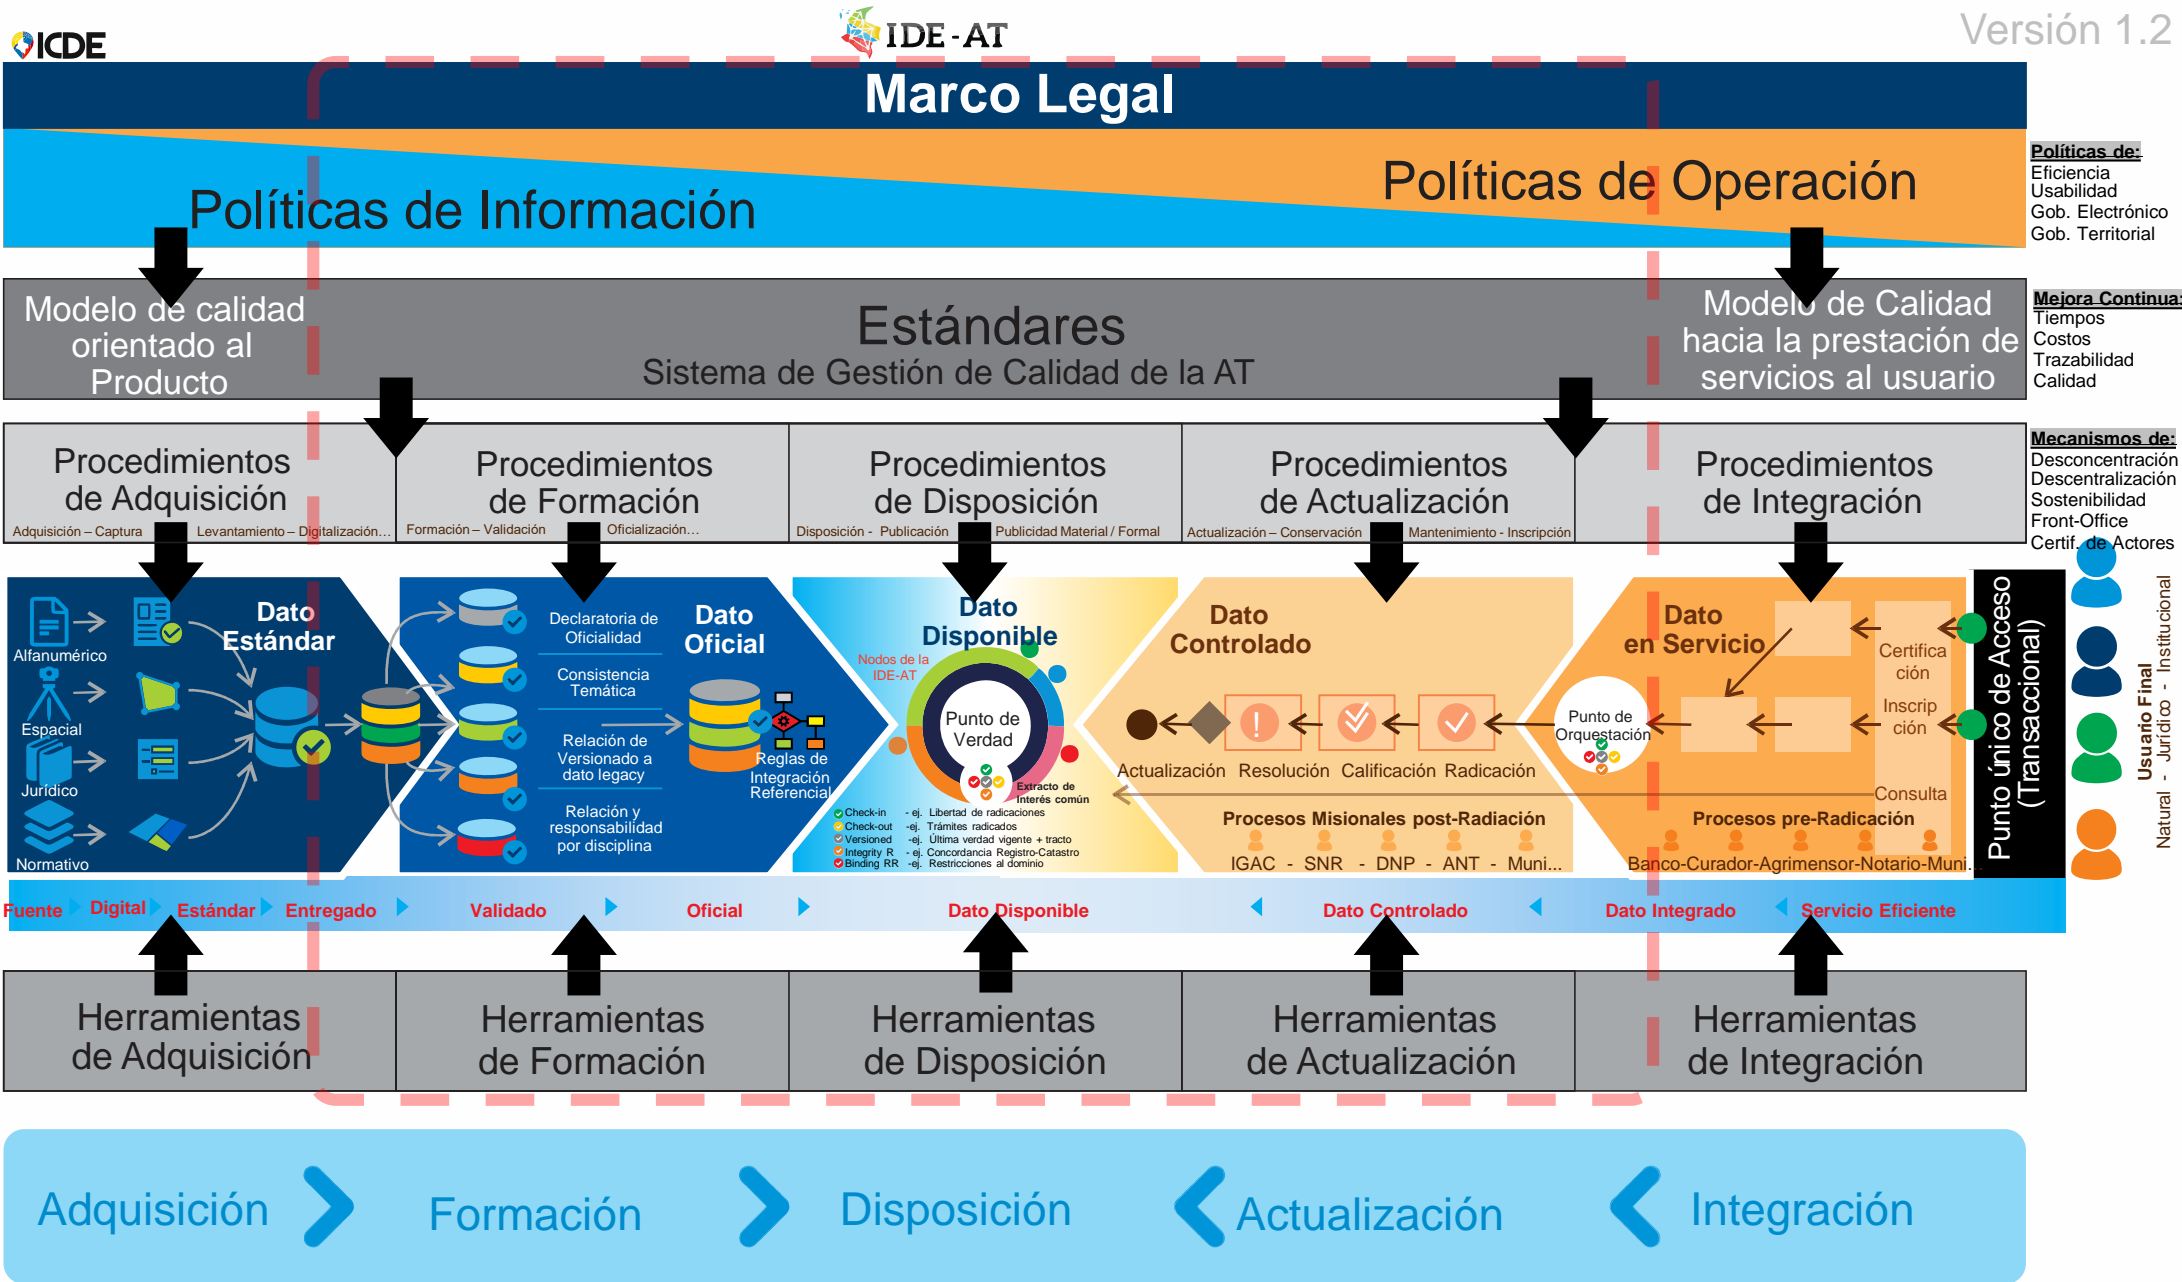 ICDE
IDE-AT
Versión 1.2
Marco Legal
Políticas de Información
Políticas de Operación
Políticas de:
Eficiencia
Usabilidad
Gob. Electrónico
Gob. Territorial
Modelo de calidad
orientado al
Producto
Estándares
Sistema de Gestión de Calidad de la AT
Modelo de Calidad
hacia la prestación de
servicios al usuario
Mejora Continua:
Tiempos
Costos
Trazabilidad
Calidad
Procedimientos
de Adquisición
Adquisición – Captura
Levantamiento – Digitalización...
Procedimientos
de Formación
Formación – Validación
Oficialización...
Procedimientos
de Disposición
Disposición - Publicación
Publicidad Material / Formal
Procedimientos
de Actualización
Actualización – Conservación
Mantenimiento - Inscripción
Procedimientos
de Integración
Mecanismos de:
Desconcentración
Descentralización
Sostenibilidad
Front-Office
Certif. de Actores
Dato
Estándar
Alfanumérico
Espacial
Jurídico
Normativo
Declaratoria de
Oficialidad
Consistencia
Temática
Relación de
Versionado a
dato legacy
Relación y
responsabilidad
por disciplina
Dato
Oficial
Reglas de
Integración
Referencial
Dato
Disponible
Nodos de la
IDE-AT
Punto de
Verdad
Extracto de
Interés común
Check-in - ej. Libertad de radicaciones
Check-out -ej. Trámites radicados
Versioned -ej. Última verdad vigente + tracto
Integrity R - ej. Concordancia Registro-Catastro
Binding RR -ej. Restricciones al dominio
Dato
Controlado
!
Actualización Resolución Calificación Radicación
Procesos Misionales post-Radiación
IGAC - SNR - DNP - ANT - Muni...
Dato
en Servicio
Punto de
Orquestación
Certifica
ción
Inscrip
ción
Consulta
Procesos pre-Radicación
Banco-Curador-Agrimensor-Notario-Muni...
Punto único de Acceso
(Transaccional)
Usuario Final
Natural - Jurídico - Institucional
Fuente Digital Estándar Entregado Validado Oficial Dato Disponible Dato Controlado Dato Integrado Servicio Eficiente
Herramientas
de Adquisición
Herramientas
de Formación
Herramientas
de Disposición
Herramientas
de Actualización
Herramientas
de Integración
Adquisición
Formación
Disposición
Actualización
Integración